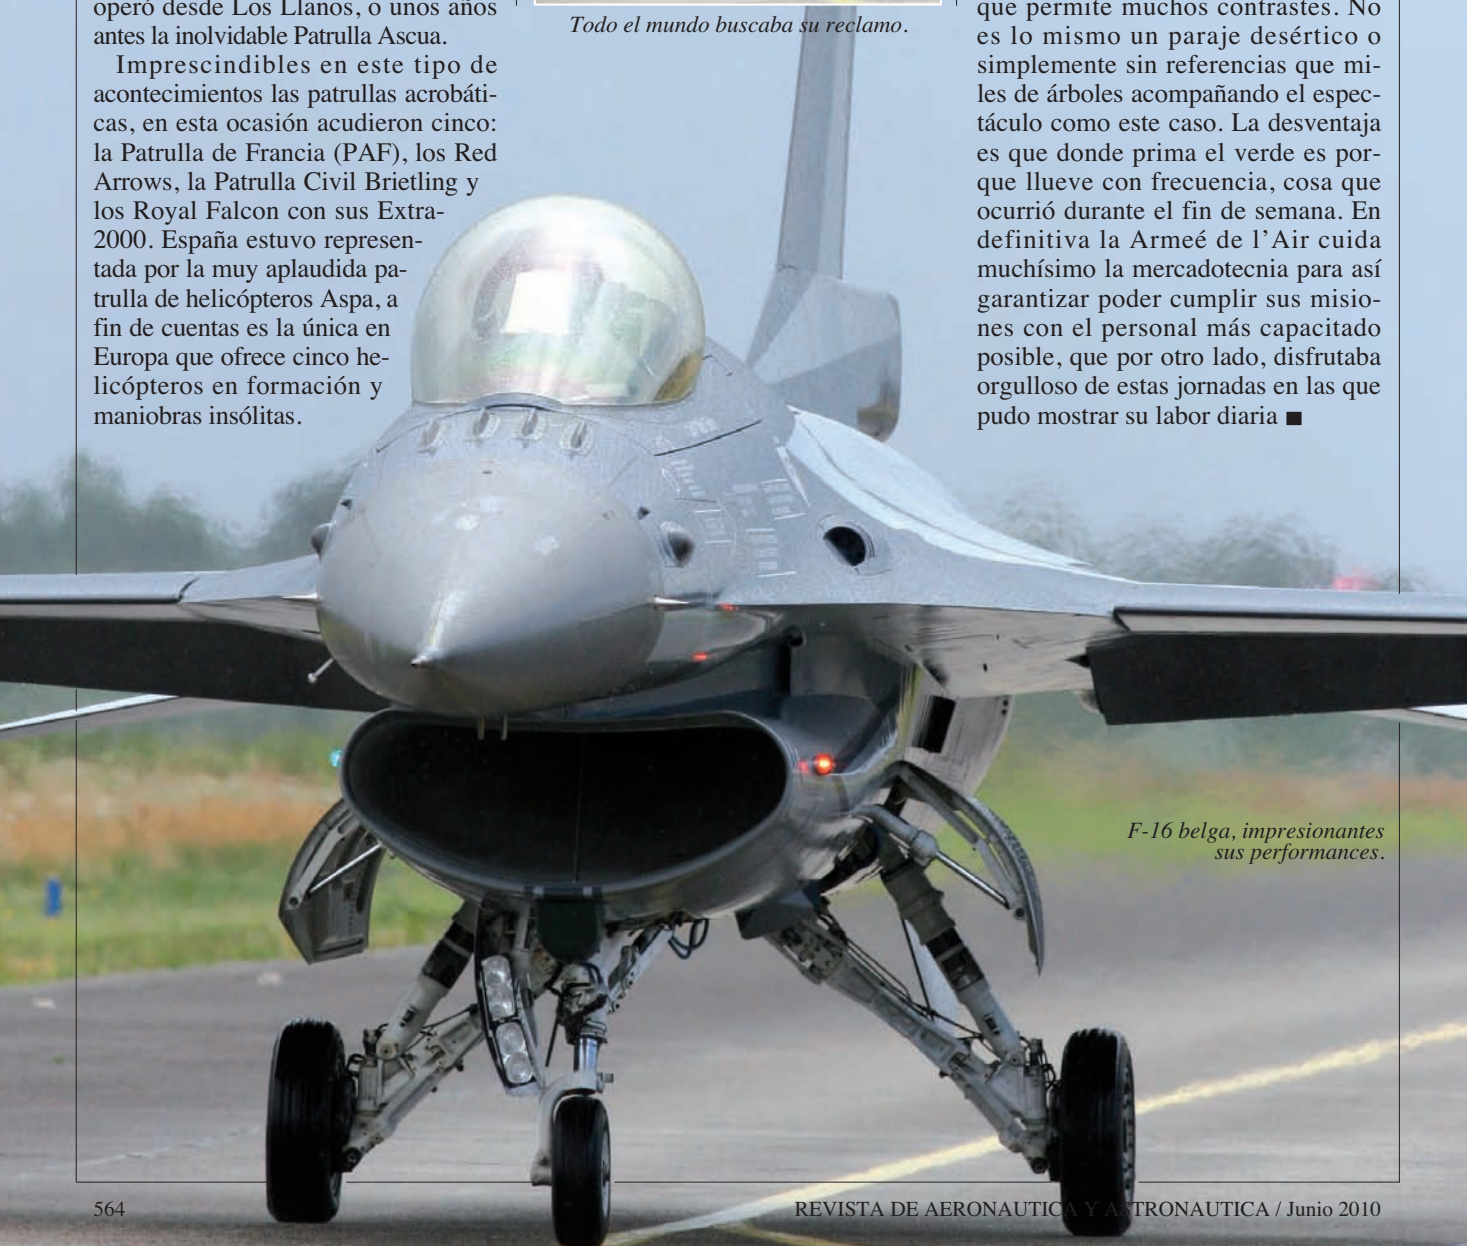 operó desde Los Llanos, o unos años
antes la inolvidable Patrulla Ascua.
Imprescindibles en este tipo de
acontecimientos las patrullas acrobáti-
cas, en esta ocasión acudieron cinco:
la Patrulla de Francia (PAF), los Red
Arrows, la Patrulla Civil Brietling y
los Royal Falcon con sus Extra-
2000. España estuvo represen-
tada por la muy aplaudida pa-
trulla de helicópteros Aspa, a
fin de cuentas es la única en
Europa que ofrece cinco he-
licópteros en formación y
maniobras insólitas.
Todo el mundo buscaba su reclamo.
que permite muchos contrastes. No
es lo mismo un paraje desértico o
simplemente sin referencias que mi-
les de árboles acompañando el espec-
táculo como este caso. La desventaja
es que donde prima el verde es por-
que llueve con frecuencia, cosa que
ocurrió durante el fin de semana. En
definitiva la Armeé de l'Air cuida
muchísimo la mercadotecnia para así
garantizar poder cumplir sus misio-
nes con el personal más capacitado
posible, que por otro lado, disfrutaba
orgulloso de estas jornadas en las que
pudo mostrar su labor diaria ■
F-16 belga, impresionantes
sus performances.
564
REVISTA DE AERONAUTICA Y ASTRONAUTICA / Junio 2010